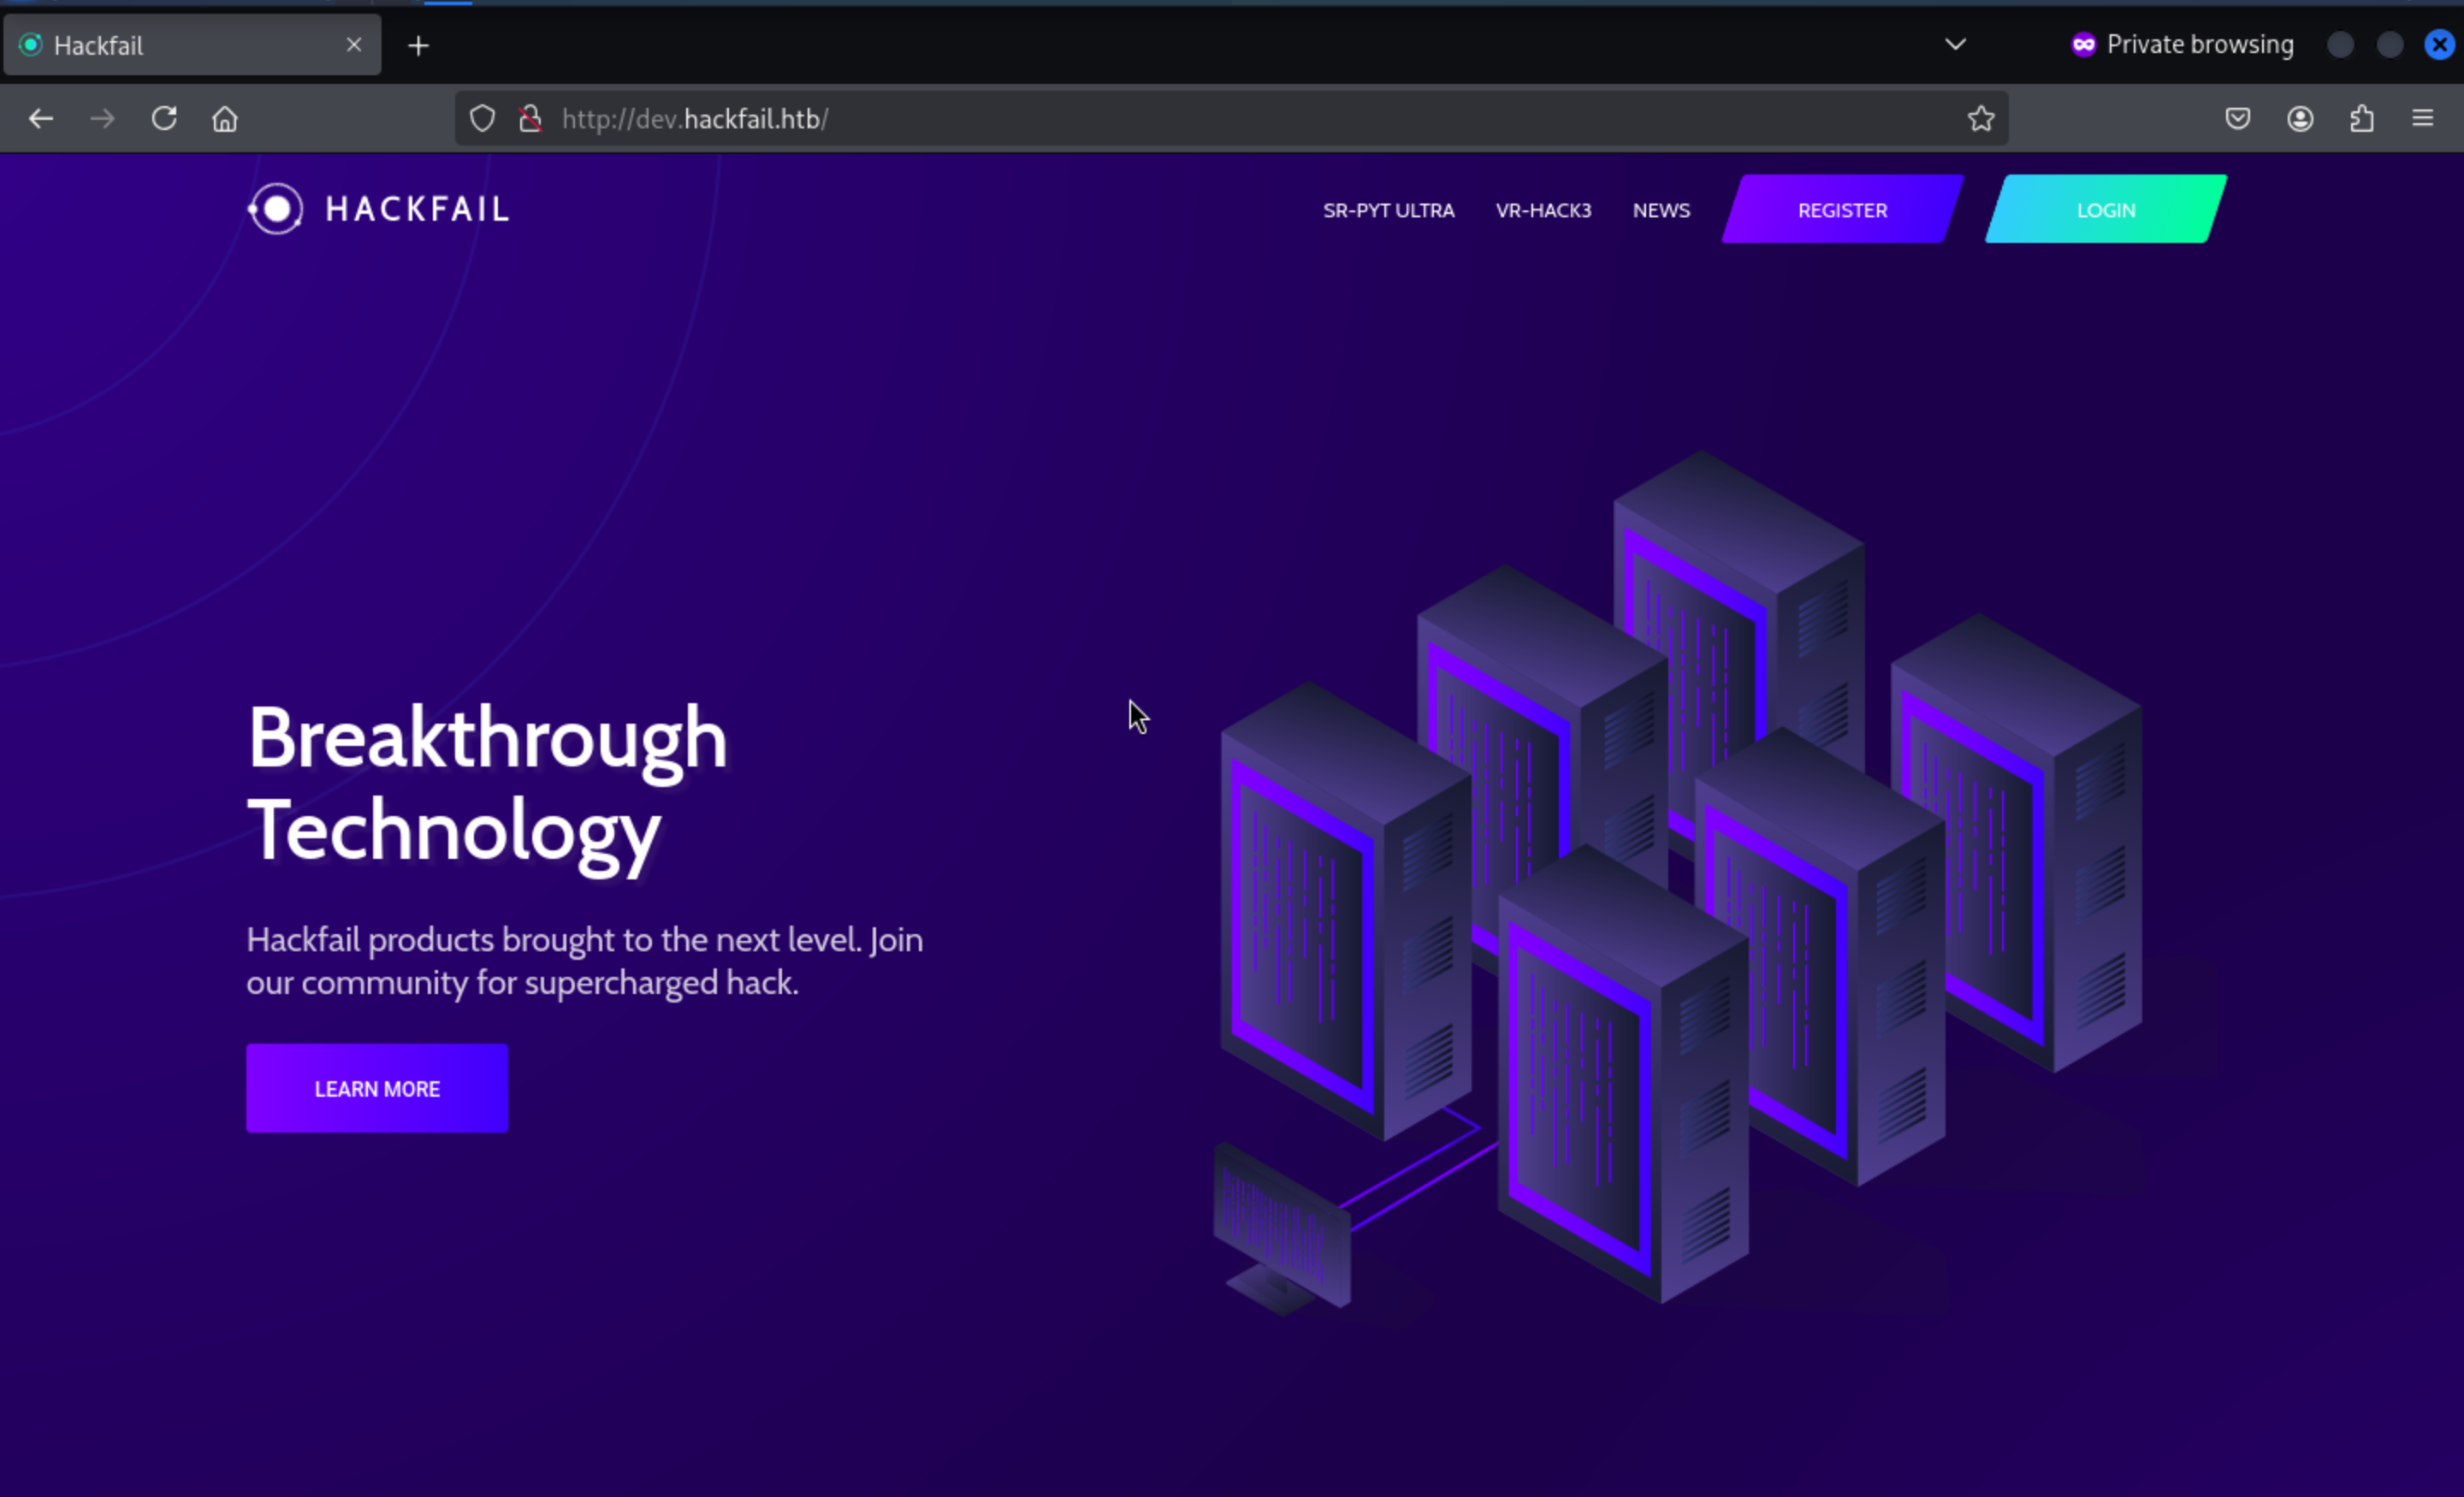 Hackfail
Private browsing
http://dev.hackfail.htb/
HACKFAIL
SR-PYT ULTRA
VR-HACK3
NEWS
REGISTER
LOGIN
Breakthrough
Technology
Hackfail products brought to the next level. Join
our community for supercharged hack.
LEARN MORE